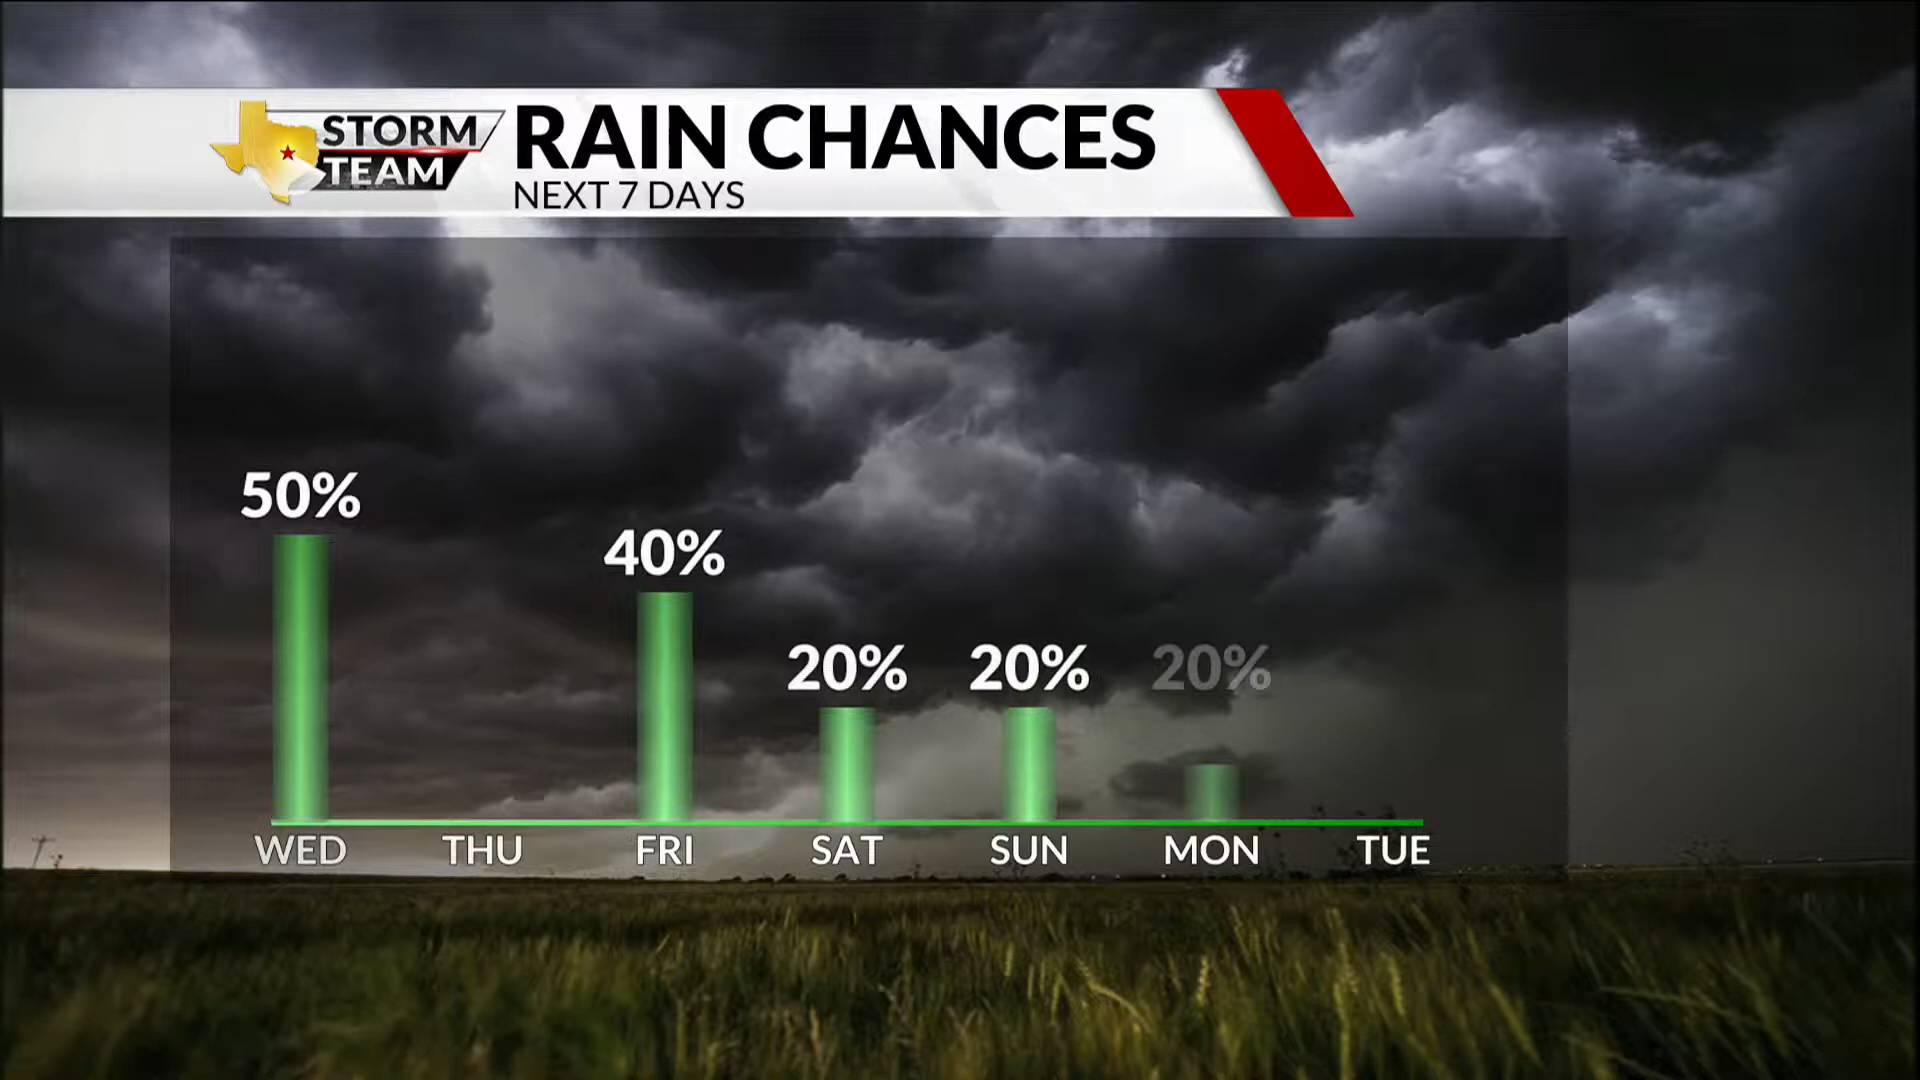 STORM
TEAM
RAIN CHANCES
NEXT 7 DAYS
50%
40%
20%
20%
20%
WED
THU
FRI
SAT
SUN
MON
TUE